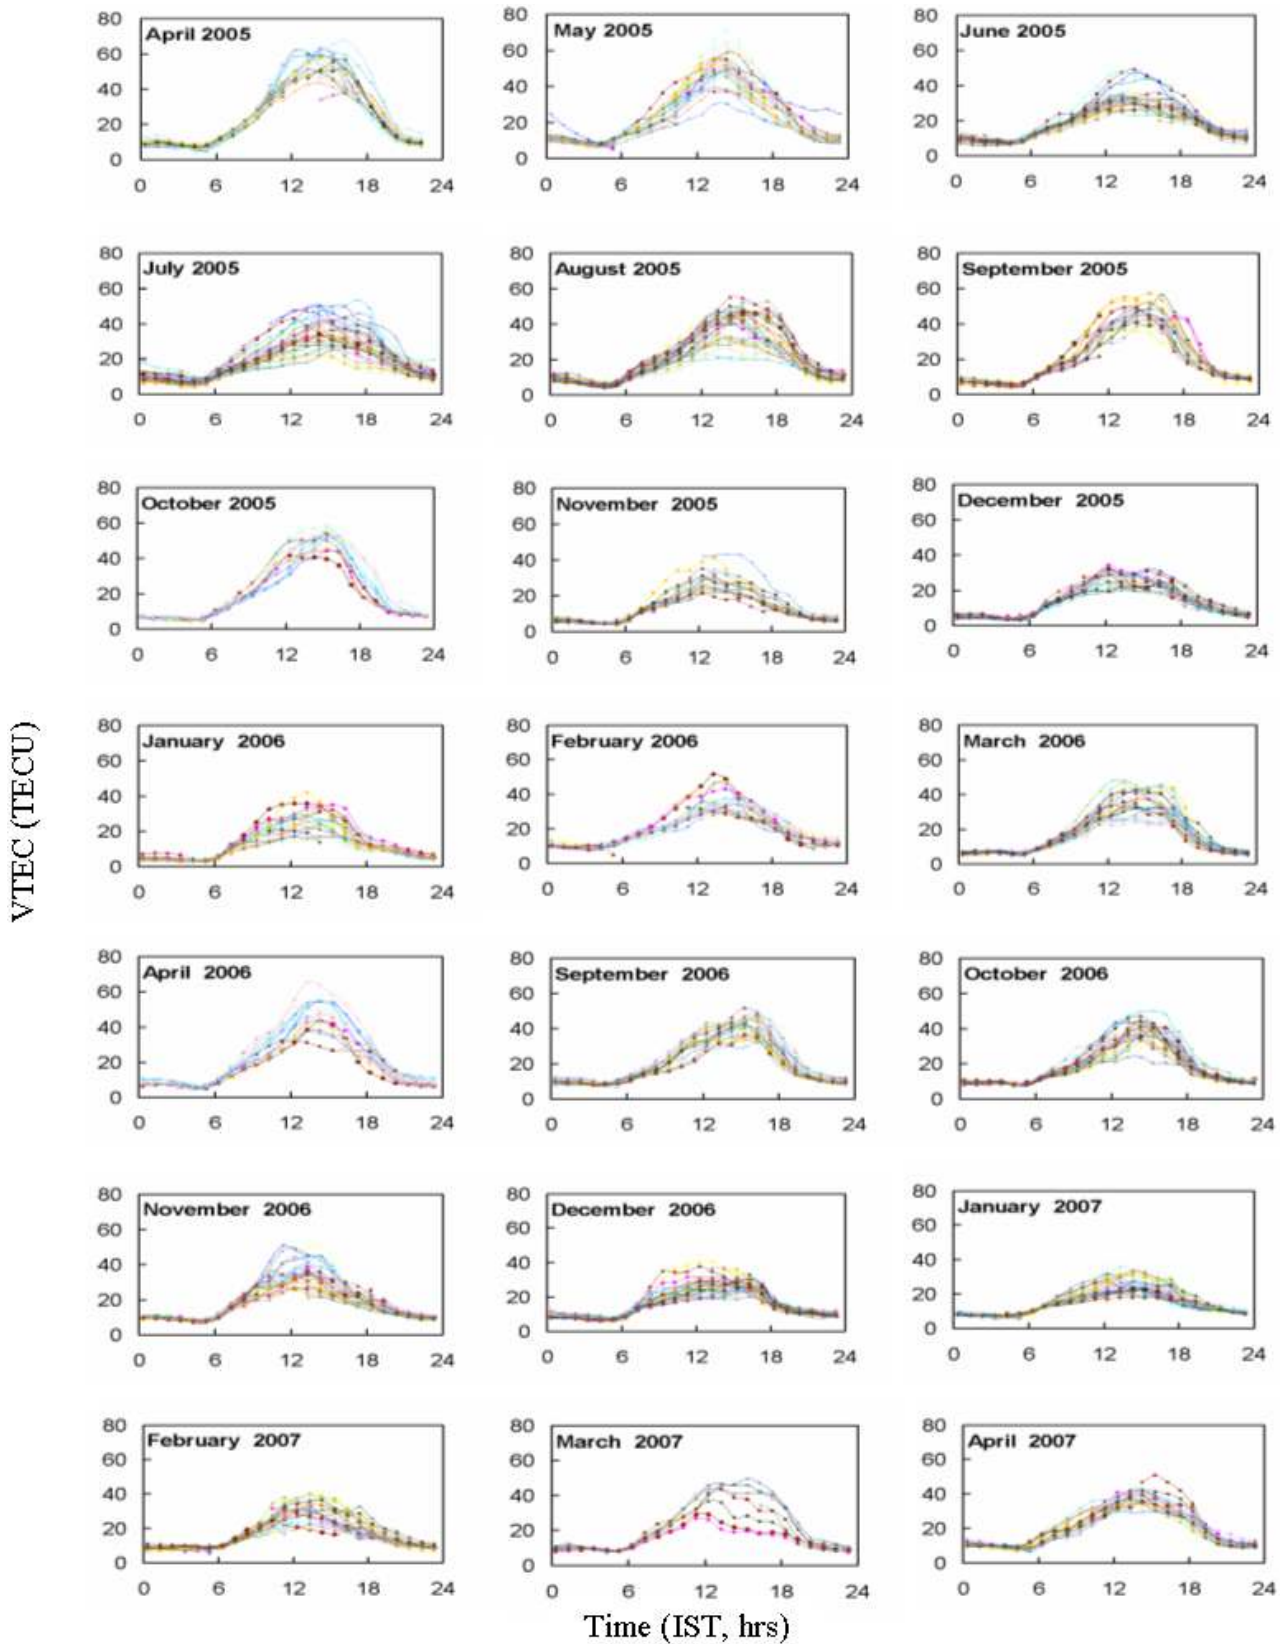 April 2005
80
60
40
20
0
0 6 12 18 24
May 2005
80
60
40
20
0
0 6 12 18 24
June 2005
80
60
40
20
0
0 6 12 18 24
July 2005
80
60
40
20
0
0 6 12 18 24
August 2005
80
60
40
20
0
0 6 12 18 24
September 2005
80
60
40
20
0
0 6 12 18 24
October 2005
80
60
40
20
0
0 6 12 18 24
November 2005
80
60
40
20
0
0 6 12 18 24
December 2005
80
60
40
20
0
0 6 12 18 24
VTEC (TECU)
January 2006
80
60
40
20
0
0 6 12 18 24
February 2006
80
60
40
20
0
0 6 12 18 24
March 2006
80
60
40
20
0
0 6 12 18 24
April 2006
80
60
40
20
0
0 6 12 18 24
September 2006
80
60
40
20
0
0 6 12 18 24
October 2006
80
60
40
20
0
0 6 12 18 24
November 2006
80
60
40
20
0
0 6 12 18 24
December 2006
80
60
40
20
0
0 6 12 18 24
January 2007
80
60
40
20
0
0 6 12 18 24
February 2007
80
60
40
20
0
0 6 12 18 24
March 2007
80
60
40
20
0
0 6 12 18 24
April 2007
80
60
40
20
0
0 6 12 18 24
Time (IST, hrs)